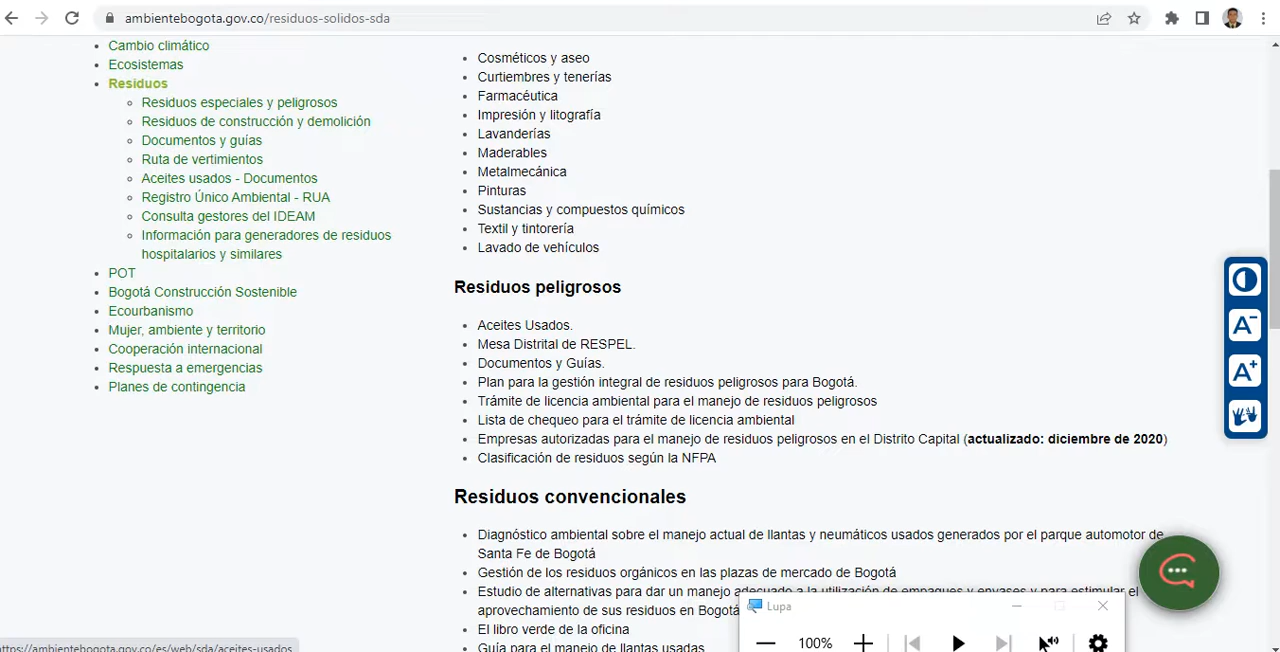 ambientebogota.gov.co/residuos-solidos-sda
Cambio climático
Ecosistemas
Residuos
Residuos especiales y peligrosos
Residuos de construcción y demolición
Documentos y guías
Ruta de vertimientos
Aceites usados - Documentos
Registro Único Ambiental - RUA
Consulta gestores del IDEAM
Información para generadores de residuos
hospitalarios y similares
POT
Bogotá Construcción Sostenible
Ecourbanismo
Mujer, ambiente y territorio
Cooperación internacional
Respuesta a emergencias
Planes de contingencia
Cosméticos y aseo
Curtiembres y tenerías
Farmacéutica
Impresión y litografía
Lavanderías
Maderables
Metalmecánica
Pinturas
Sustancias y compuestos químicos
Textil y tintorería
Lavado de vehículos
Residuos peligrosos
Aceites Usados.
Mesa Distrital de RESPEL.
Documentos y Guías.
Plan para la gestión integral de residuos peligrosos para Bogotá.
Trámite de licencia ambiental para el manejo de residuos peligrosos
Lista de chequeo para el trámite de licencia ambiental
Empresas autorizadas para el manejo de residuos peligrosos en el Distrito Capital (actualizado: diciembre de 2020)
Clasificación de residuos según la NFPA
Residuos convencionales
Diagnóstico ambiental sobre el manejo actual de llantas y neumáticos usados generados por el parque automotor de
Santa Fe de Bogotá
Gestión de los residuos orgánicos en las plazas de mercado de Bogotá
Estudio de alternativas para dar un manejo adecuado a la utilización de empaques y envases y para estimular el
aprovechamiento de sus residuos en Bogotá
El libro verde de la oficina
Guía para el manejo de llantas usadas
A-
A+
Lupa
100%
https://ambientebogota.gov.co/es/web/sda/aceites-usados